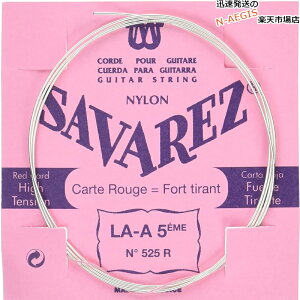 迅速発送の
N-AEGIS
楽天市場店
W
CORDE POUR GUITARE
CUERDA PARA GUITARRA
GUITAR STRING
NYLON
SAVAREZ
Red Card
High
Tension
Carta Roja
Fuerte
Tirante
Carte Rouge = Fort tirant
LA-A 5ÈME
N° 525 R